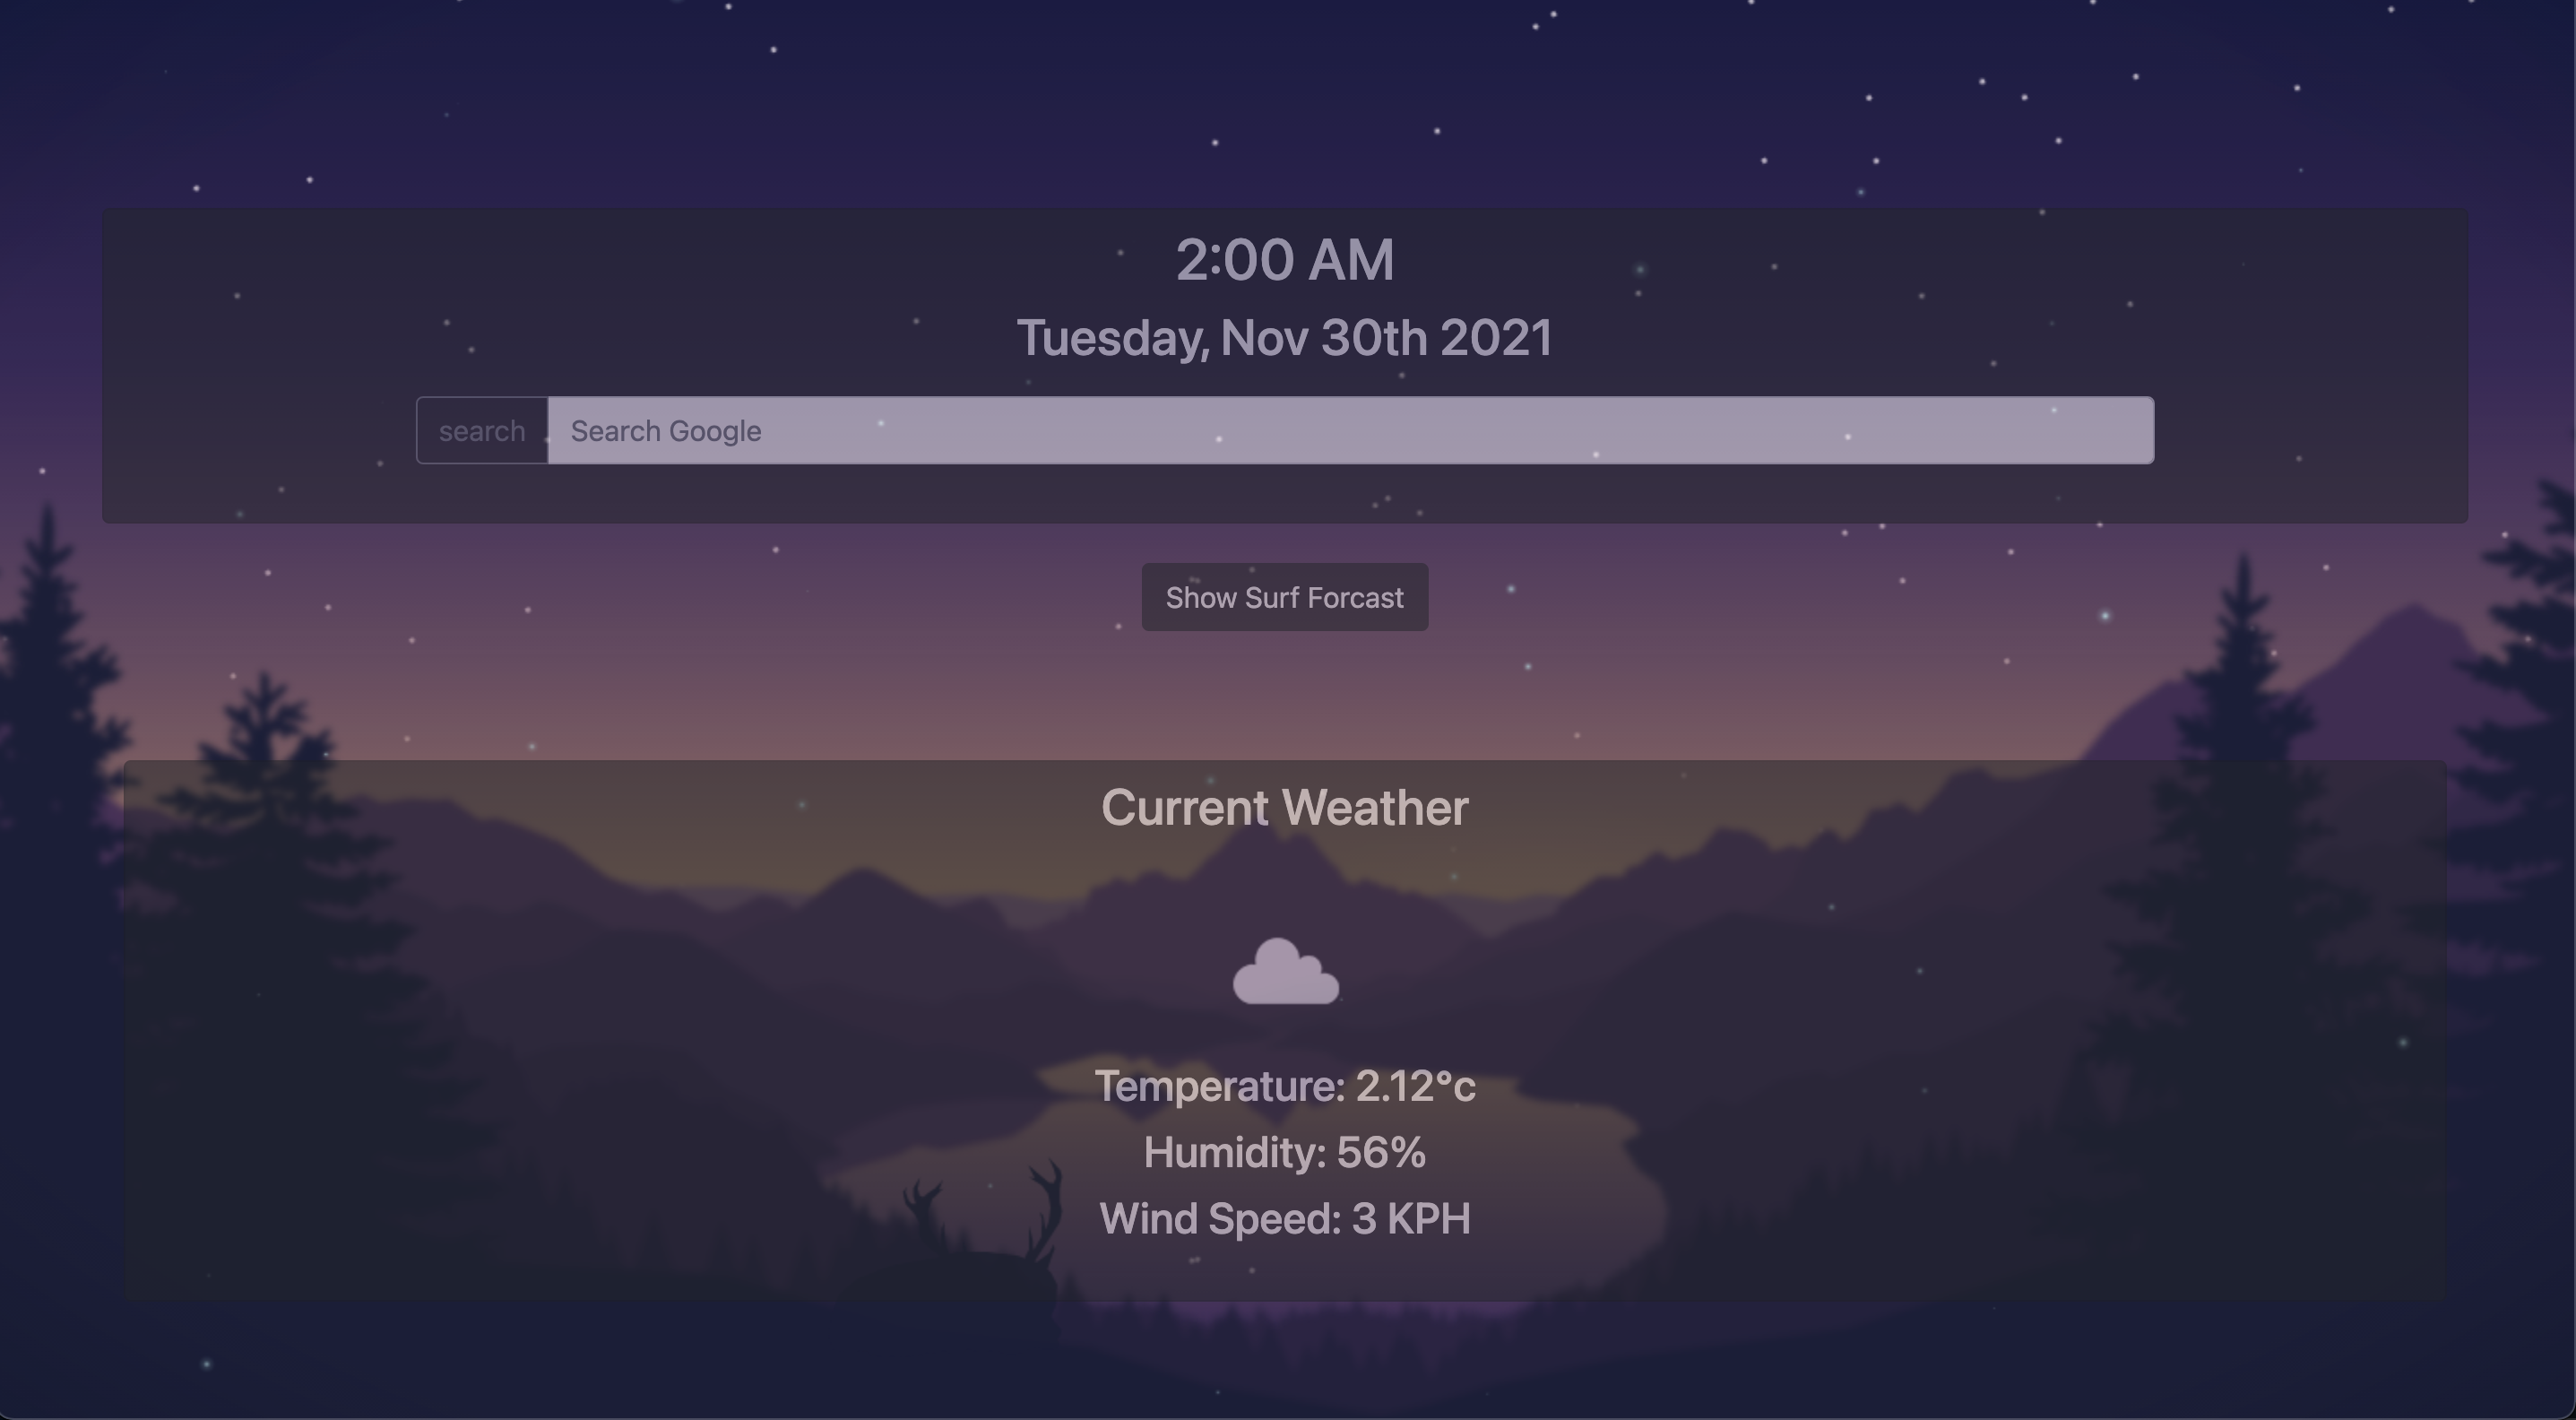 2:00 AM
Tuesday, Nov 30th 2021
search Search Google
Show Surf Forcast
Current Weather
Temperature: 2.12°c
Humidity: 56%
Wind Speed: 3 KPH